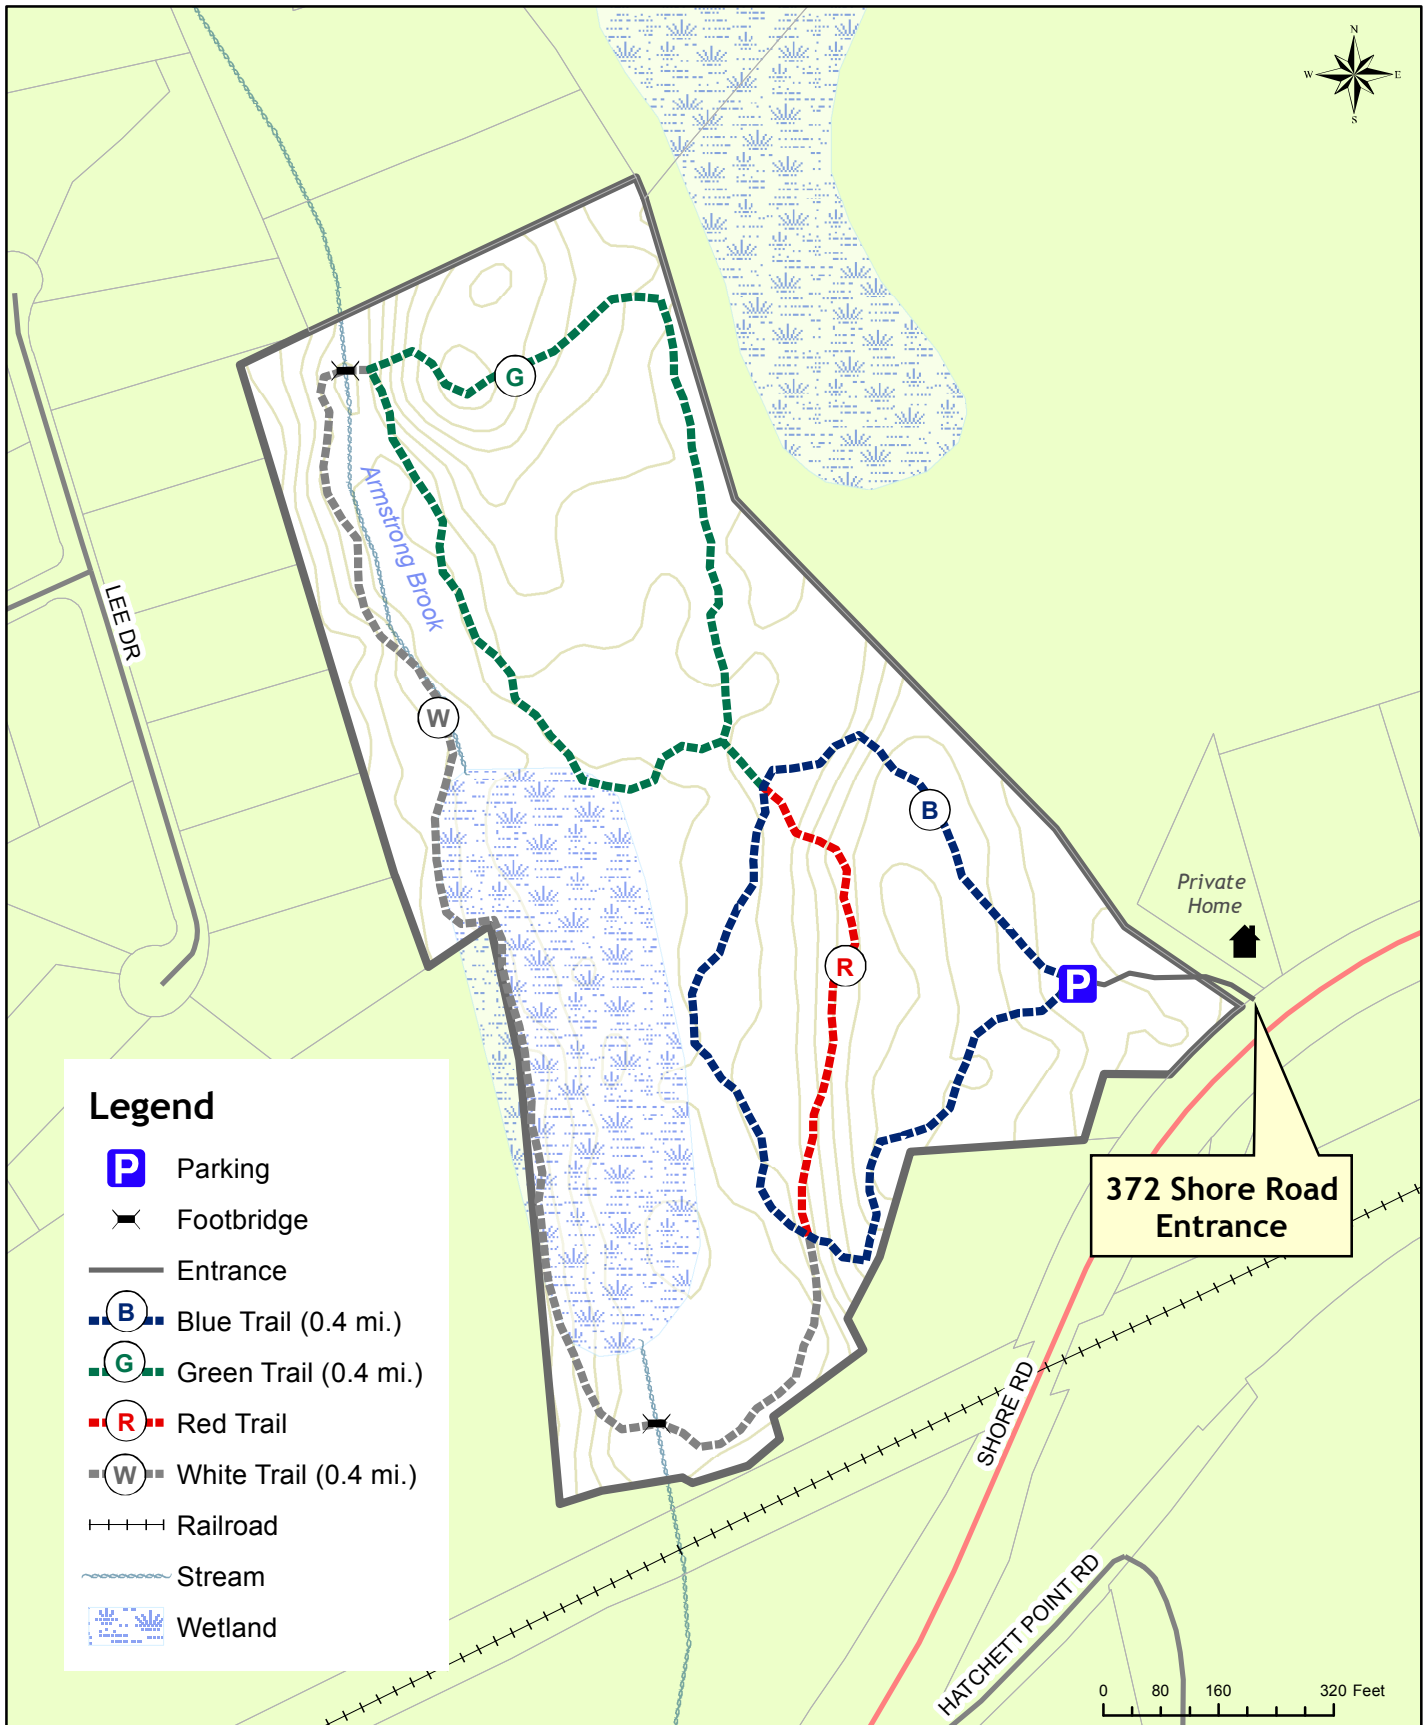 N
W
E
S
G
Armstrong Brook
LEE DR
W
B
Private
Home
R
P
372 Shore Road
Entrance
Legend
P
Parking
Footbridge
Entrance
B
Blue Trail (0.4 mi.)
G
Green Trail (0.4 mi.)
R
Red Trail
W
White Trail (0.4 mi.)
Railroad
Stream
Wetland
SHORE RD
HATCHETT POINT RD
0 80 160 320 Feet